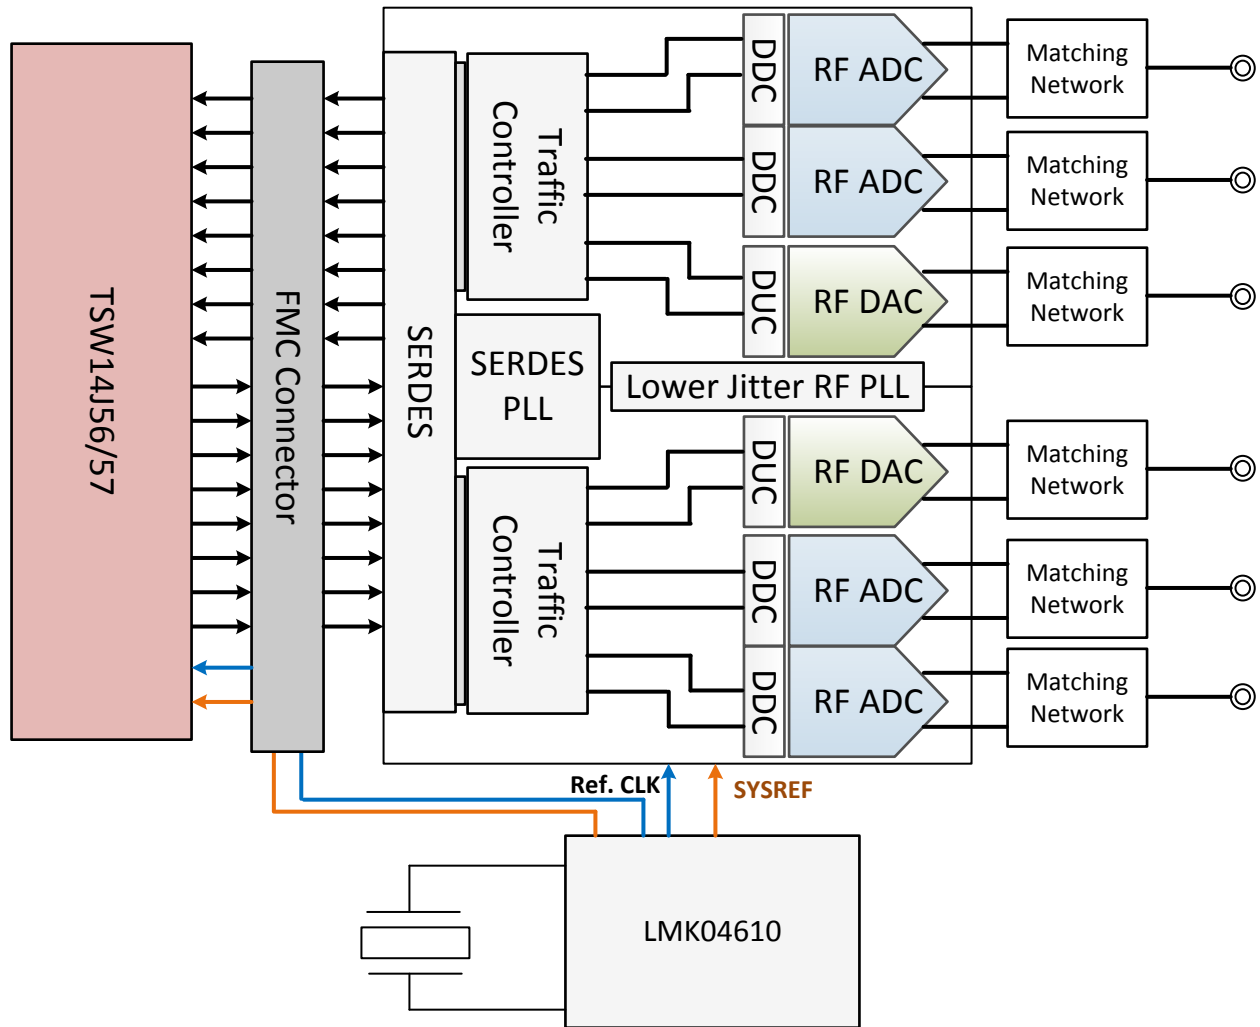 TSW14J56/57
FMC Connector
SERDES
Traffic
Controller
DDC
RF ADC
Matching
Network
DDC
RF ADC
Matching
Network
DUC
RF DAC
Matching
Network
SERDES
PLL
Lower Jitter RF PLL
Traffic
Controller
DUC
RF DAC
Matching
Network
DDC
RF ADC
Matching
Network
DDC
RF ADC
Matching
Network
Ref. CLK
SYSREF
LMK04610